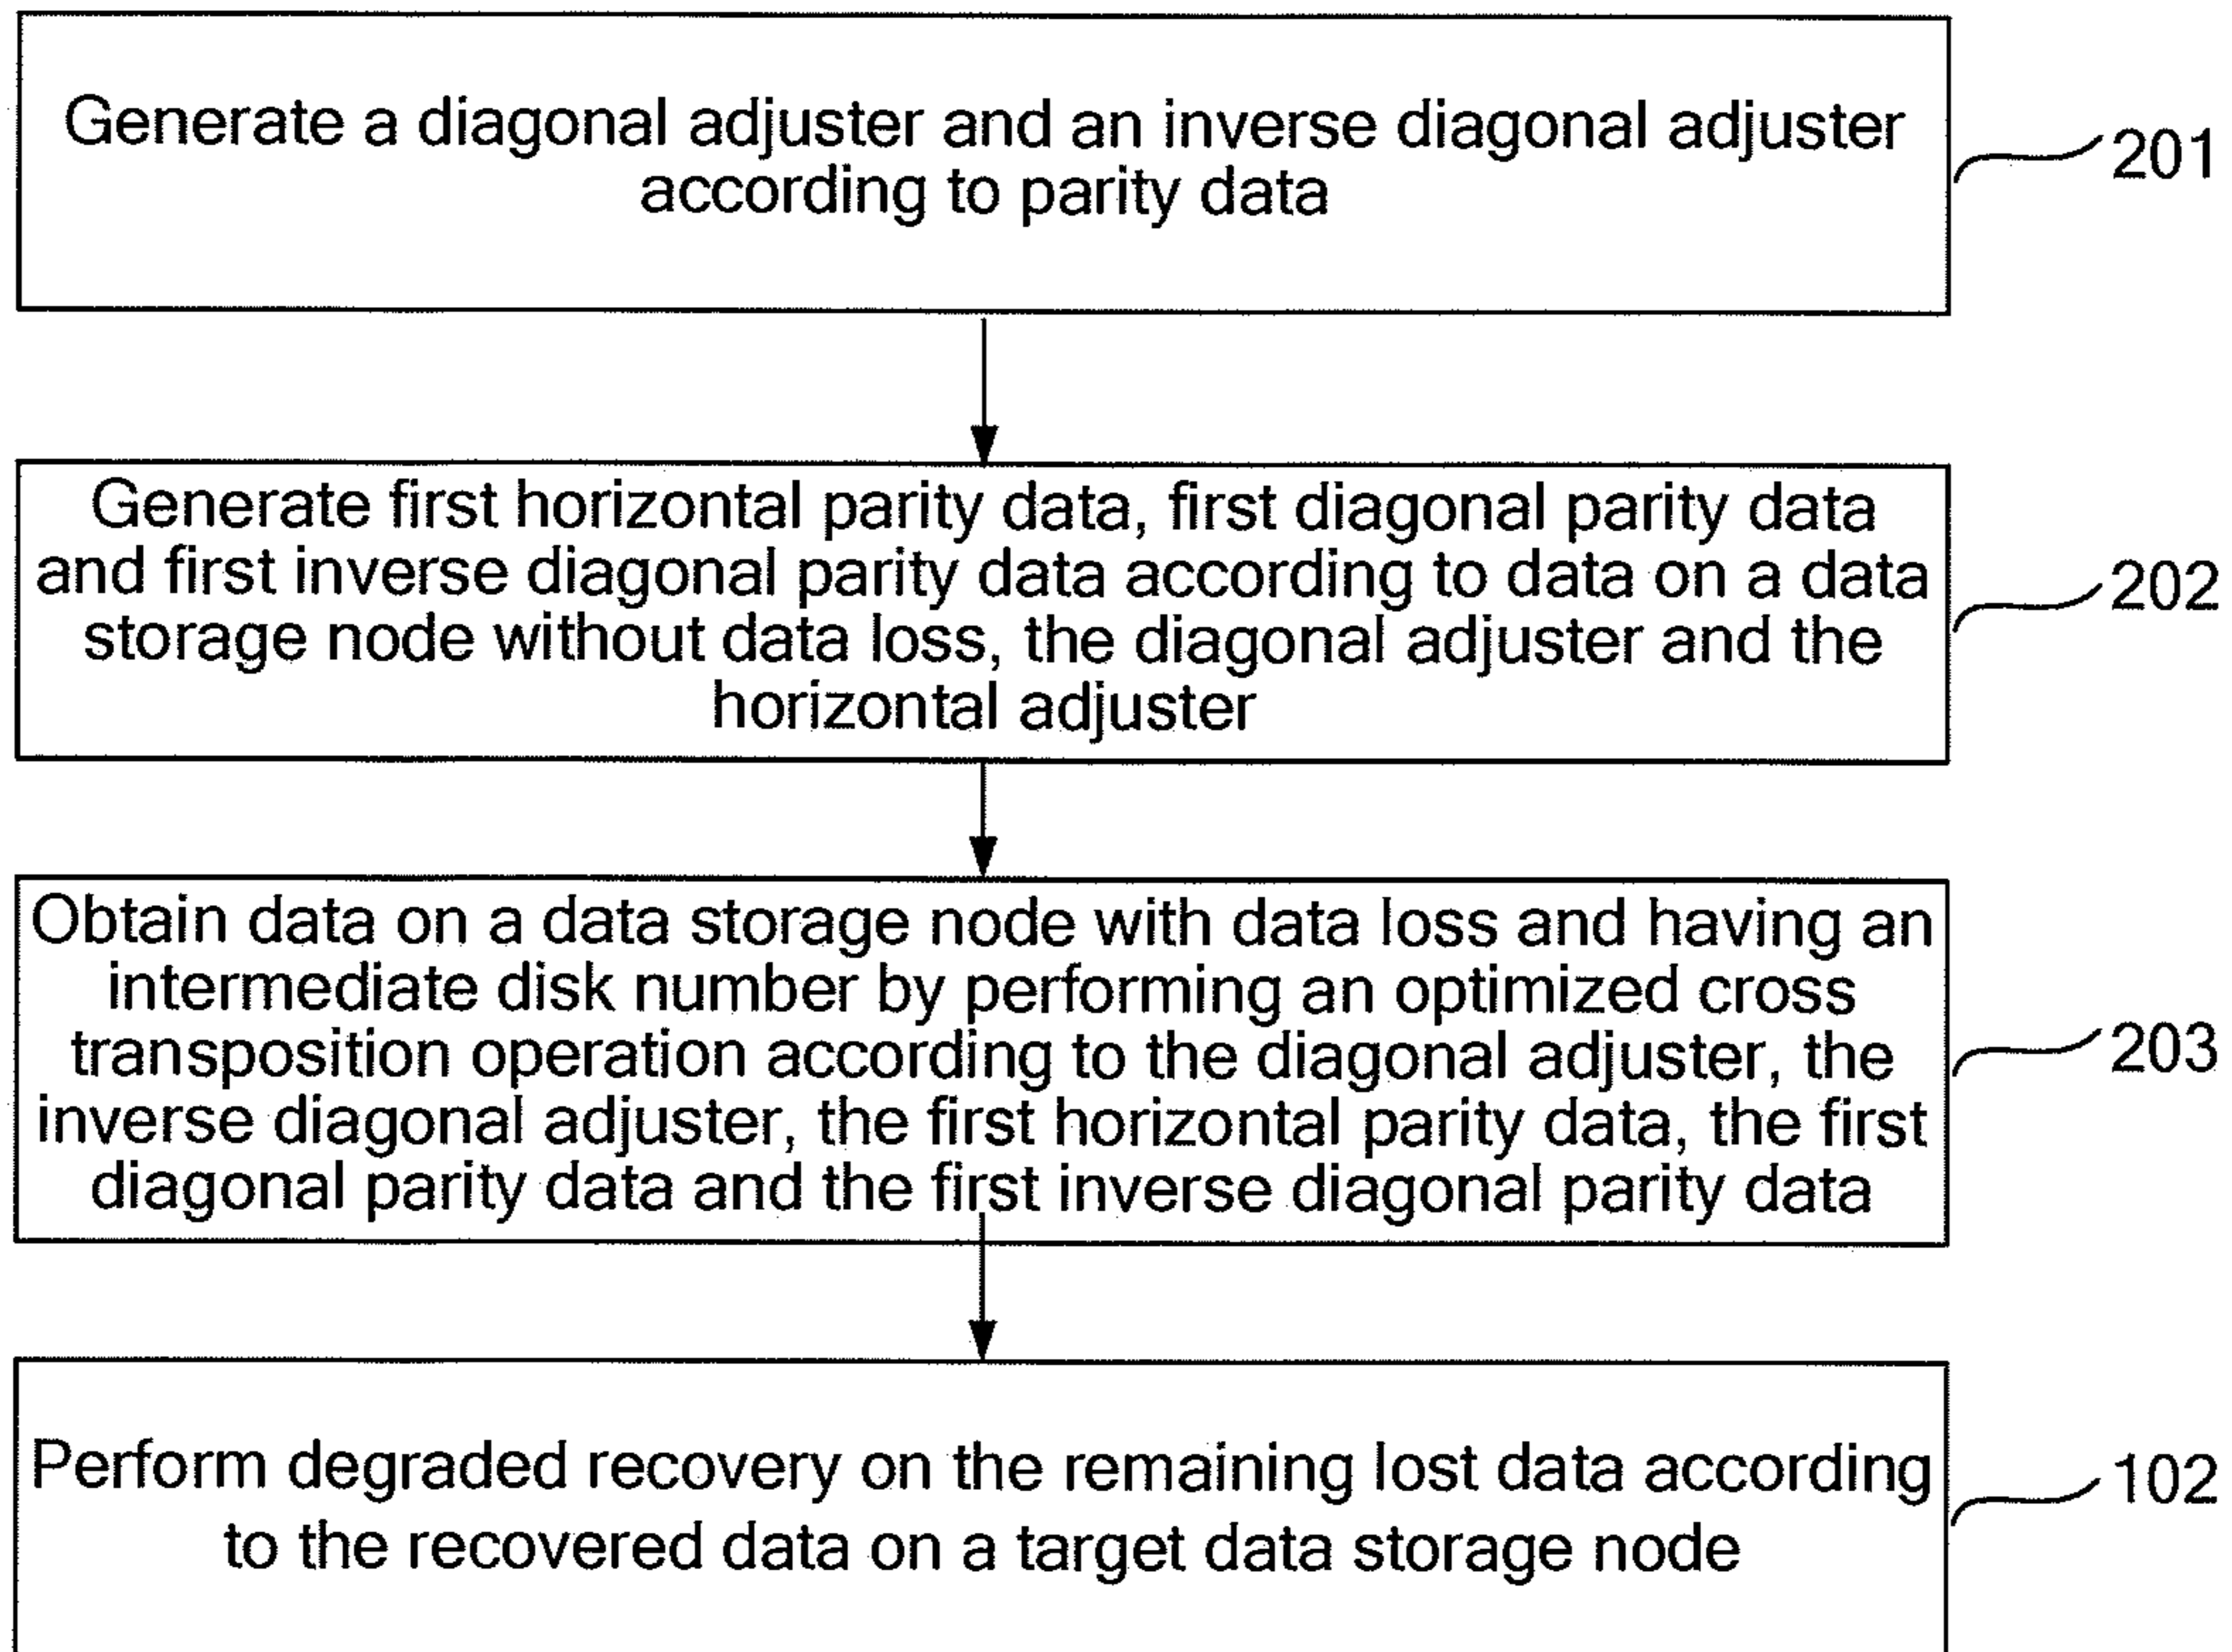 Generate a diagonal adjuster and an inverse diagonal adjuster
according to parity data
201
Generate first horizontal parity data, first diagonal parity data
and first inverse diagonal parity data according to data on a data
storage node without data loss, the diagonal adjuster and the
horizontal adjuster
202
Obtain data on a data storage node with data loss and having an
intermediate disk number by performing an optimized cross
transposition operation according to the diagonal adjuster, the
inverse diagonal adjuster, the first horizontal parity data, the first
diagonal parity data and the first inverse diagonal parity data
203
Perform degraded recovery on the remaining lost data according
to the recovered data on a target data storage node
102